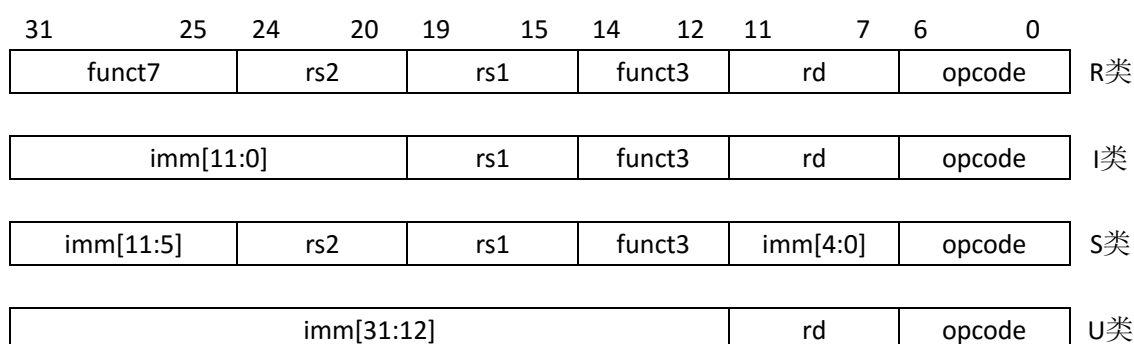 31 25 24 20 19 15 14 12 11 7 6 0
funct7 rs2 rs1 funct3 rd opcode R类
imm[11:0] rs1 funct3 rd opcode I类
imm[11:5] rs2 rs1 funct3 imm[4:0] opcode S类
imm[31:12] rd opcode U类